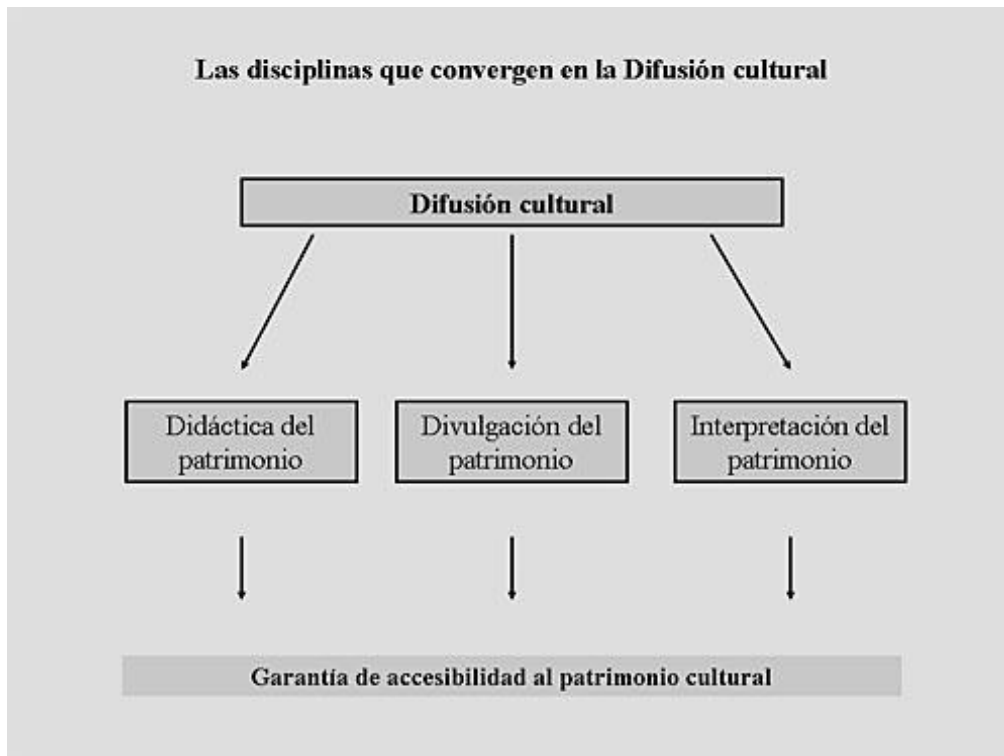 Las disciplinas que convergen en la Difusión cultural
Difusión cultural
Didáctica del
patrimonio
Divulgación del
patrimonio
Interpretación del
patrimonio
Garantía de accesibilidad al patrimonio cultural